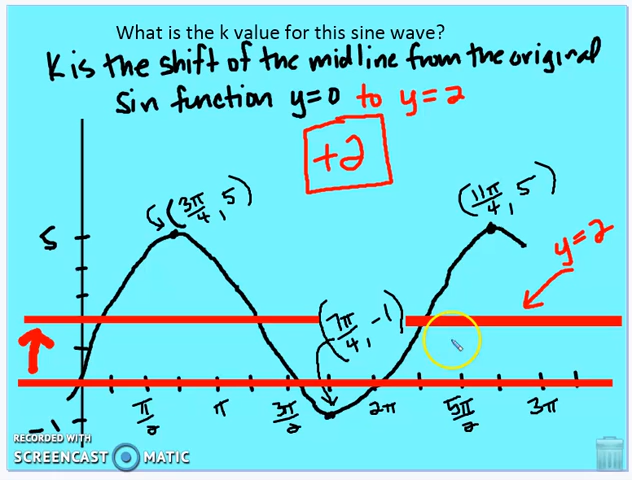 What is the k value for this sine wave?
K is the shift of the midline from the original
sin function y=0 to y=2
+2
(3π/4, 5)
(11π/4, 5)
5
y=2
(7π/4, -1)
-1
π/2
π
3π/2
2π
5π/2
3π
RECORDED WITH
SCREENCAST MATIC